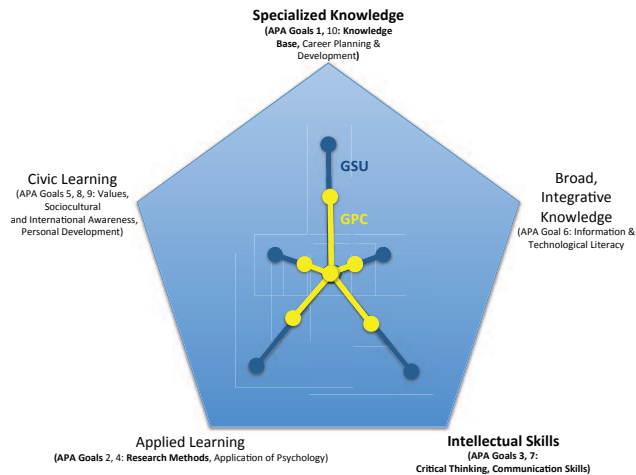 Specialized Knowledge
(APA Goals 1, 10: Knowledge
Base, Career Planning &
Development)
GSU
GPC
Civic Learning
(APA Goals 5, 8, 9: Values,
Sociocultural
and International Awareness,
Personal Development)
Broad,
Integrative
Knowledge
(APA Goal 6: Information &
Technological Literacy
Applied Learning
(APA Goals 2, 4: Research Methods, Application of Psychology)
Intellectual Skills
(APA Goals 3, 7:
Critical Thinking, Communication Skills)